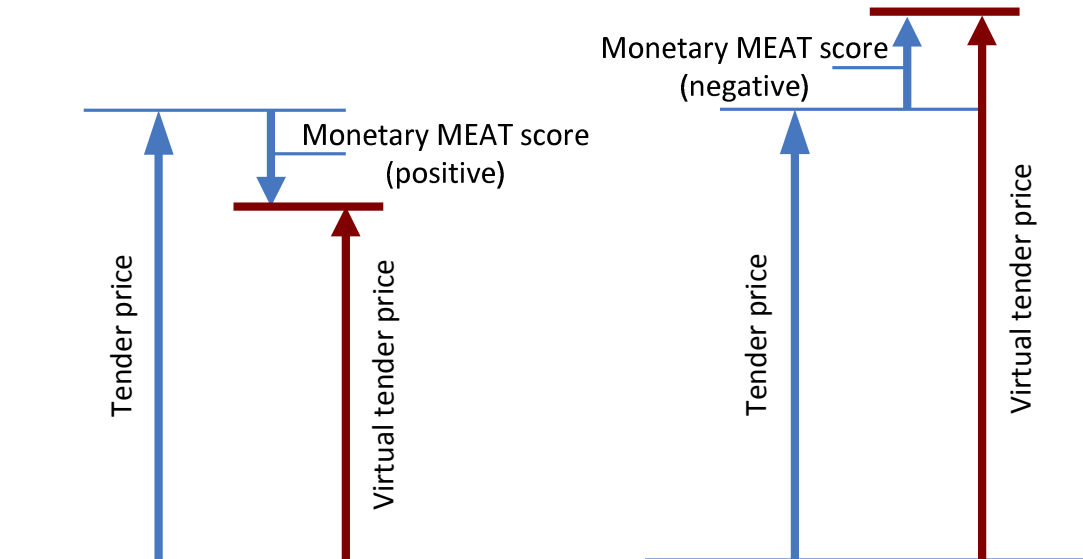 Monetary MEAT score
(positive)
Tender price
Virtual tender price
Monetary MEAT score
(negative)
Tender price
Virtual tender price